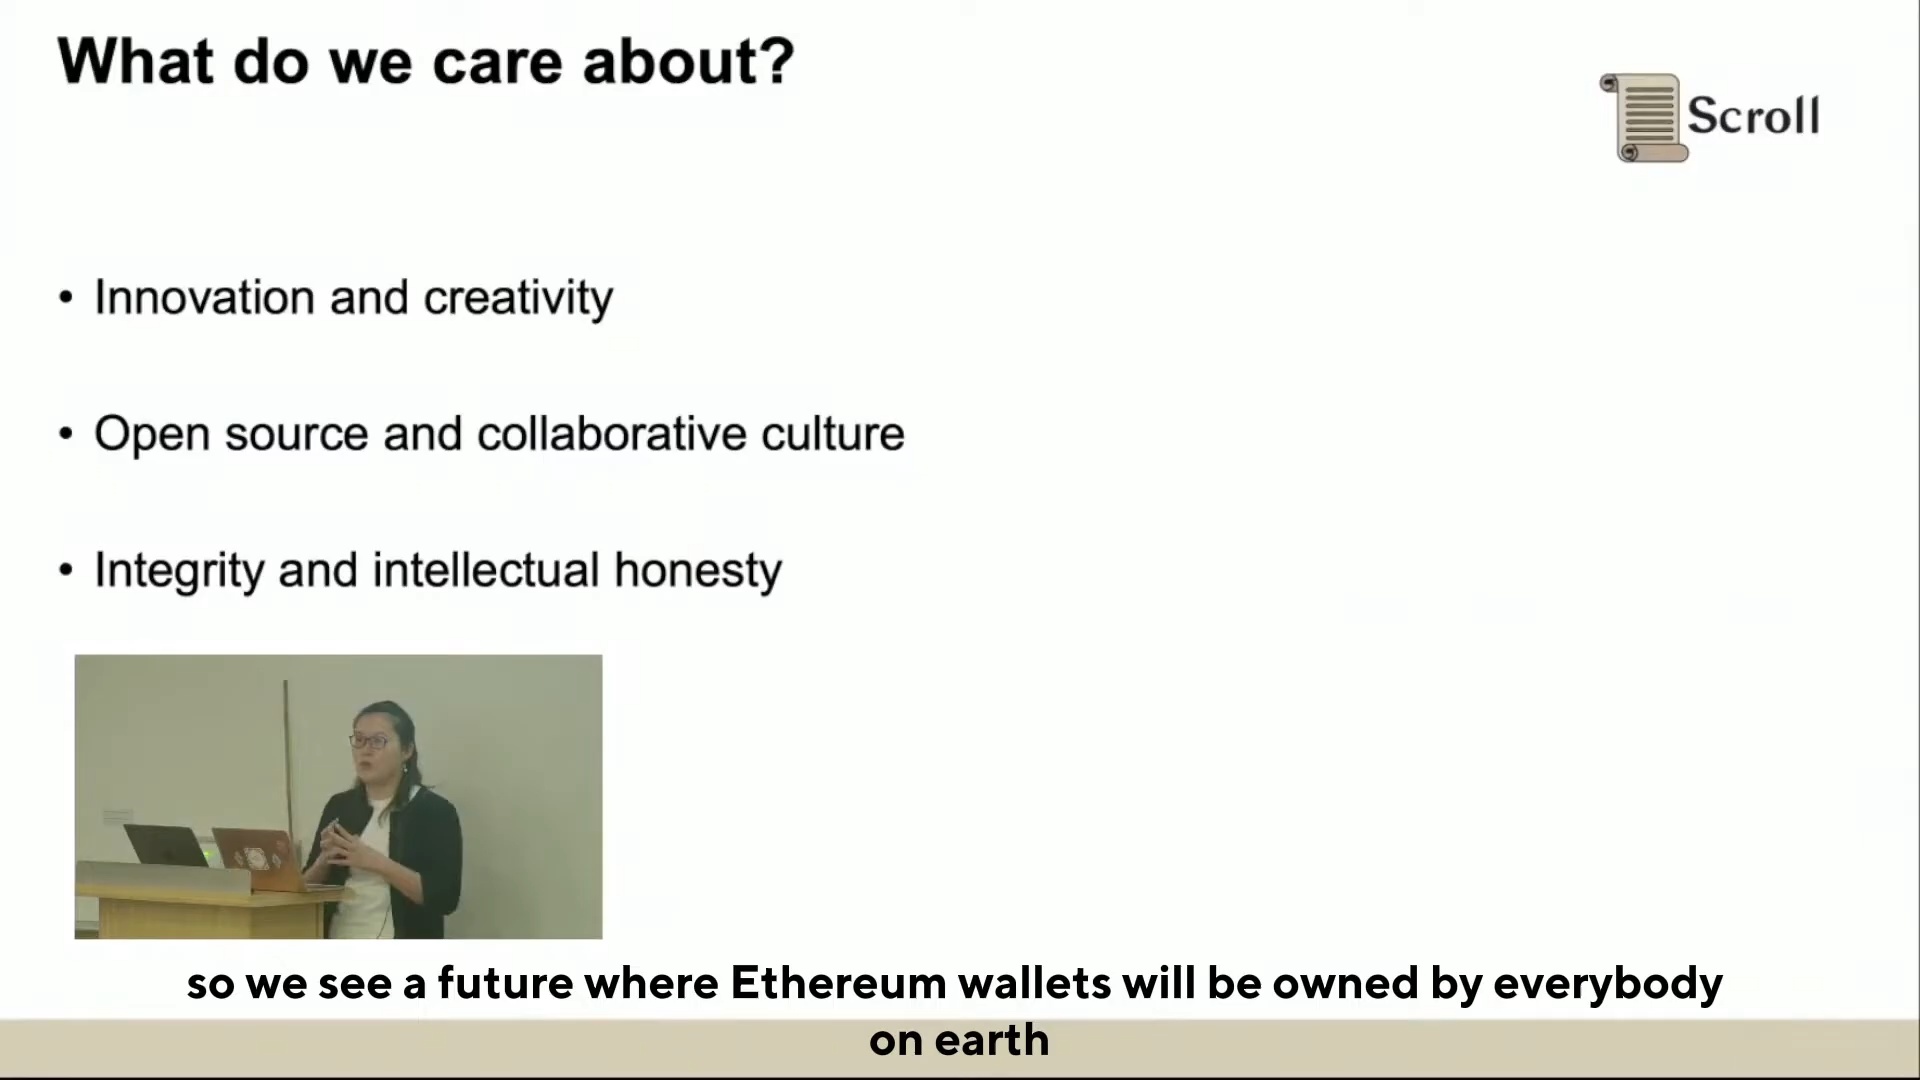 What do we care about?
Scroll
• Innovation and creativity
• Open source and collaborative culture
• Integrity and intellectual honesty
so we see a future where Ethereum wallets will be owned by everybody
on earth